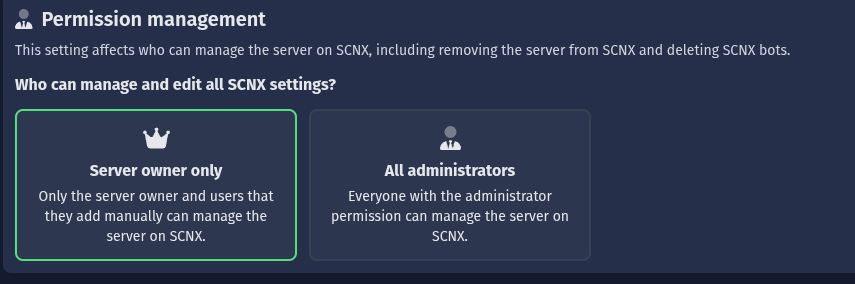 Permission management
This setting affects who can manage the server on SCNX, including removing the server from SCNX and deleting SCNX bots.
Who can manage and edit all SCNX settings?
Server owner only
Only the server owner and users that
they add manually can manage the
server on SCNX.
All administrators
Everyone with the administrator
permission can manage the server on
SCNX.